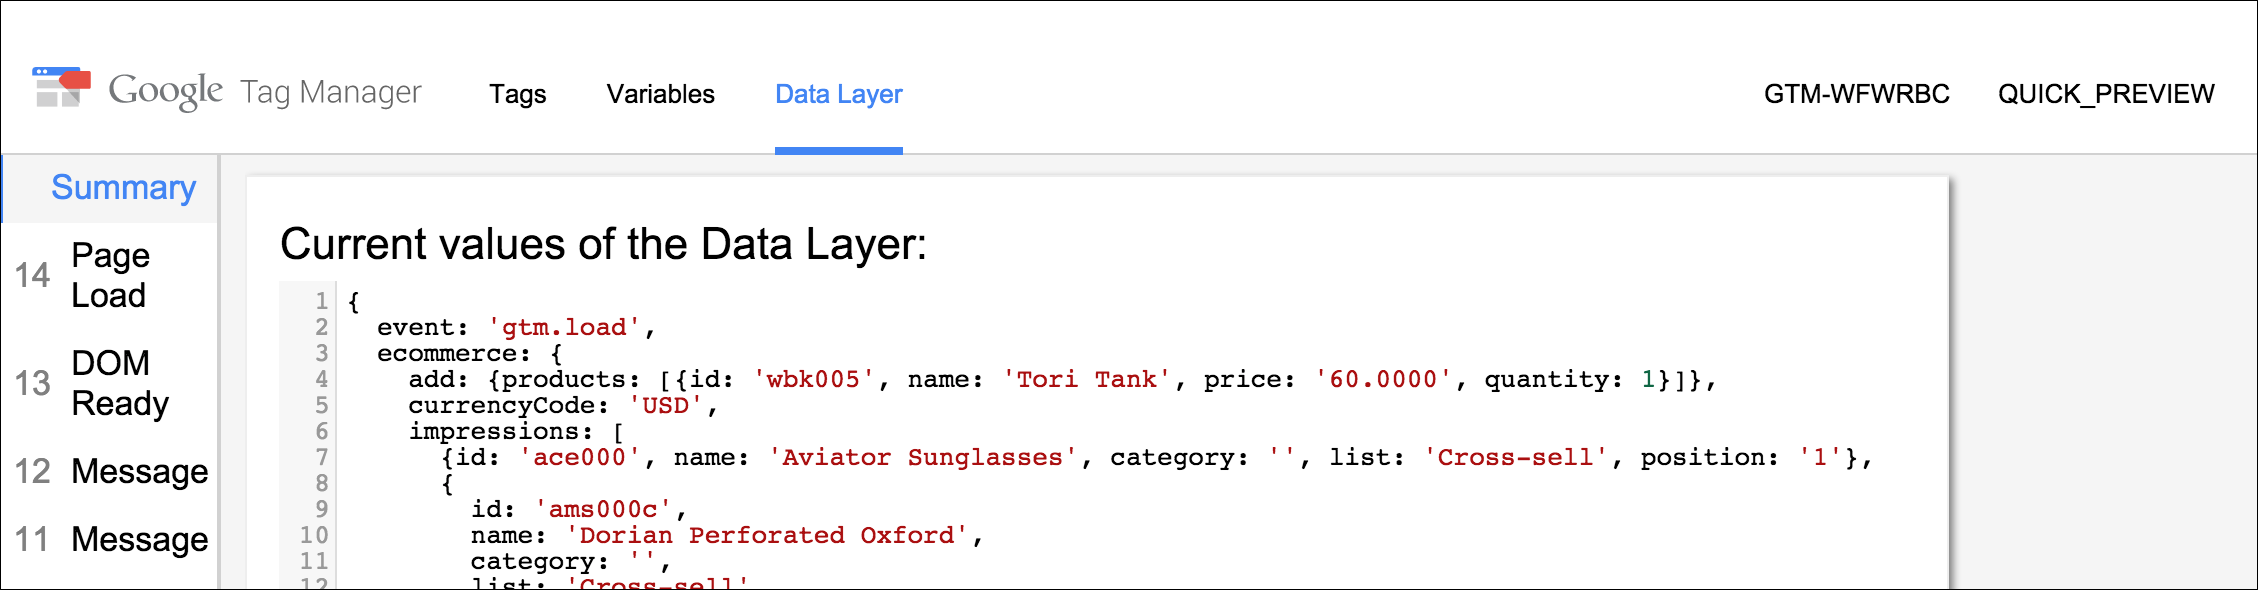 Google Tag Manager Tags Variables Data Layer GTM-WFWRBC QUICK_PREVIEW
Summary
14 Page
Load
13 DOM
Ready
12 Message
11 Message
Current values of the Data Layer:
1 {
2 event: 'gtm.load',
3 ecommerce: {
4 add: {products: [{id: 'wbk005', name: 'Tori Tank', price: '60.0000', quantity: 1}]},
5 currencyCode: 'USD',
6 impressions: [
7 {id: 'ace000', name: 'Aviator Sunglasses', category: '', list: 'Cross-sell', position: '1'},
8 {
9 id: 'ams000c',
10 name: 'Dorian Perforated Oxford',
11 category: '',
12 list: 'Cross-sell'